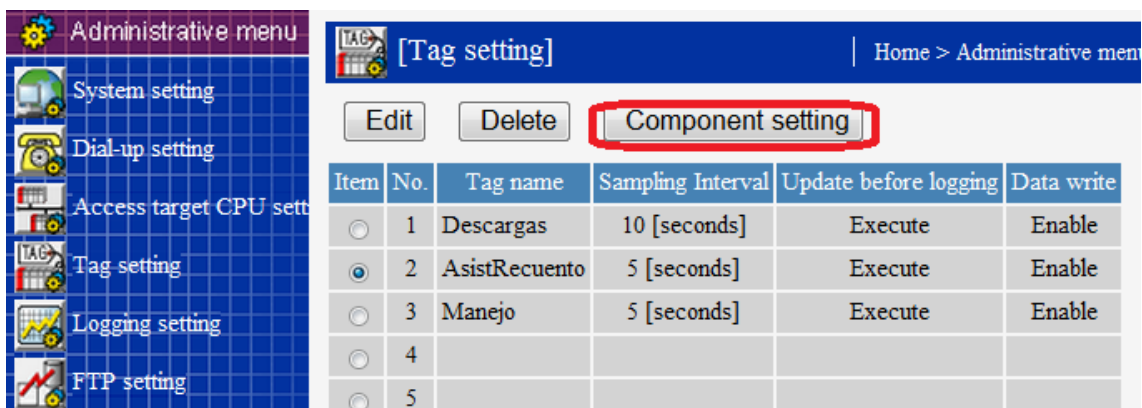 Administrative menu
System setting
Dial-up setting
Access target CPU sett
Tag setting
Logging setting
FTP setting
TAG
TAG
[Tag setting]
Home > Administrative menu
Edit Delete Component setting
Item No. Tag name Sampling Interval Update before logging Data write
1 Descargas 10 [seconds] Execute Enable
2 AsistRecuento 5 [seconds] Execute Enable
3 Manejo 5 [seconds] Execute Enable
4
5